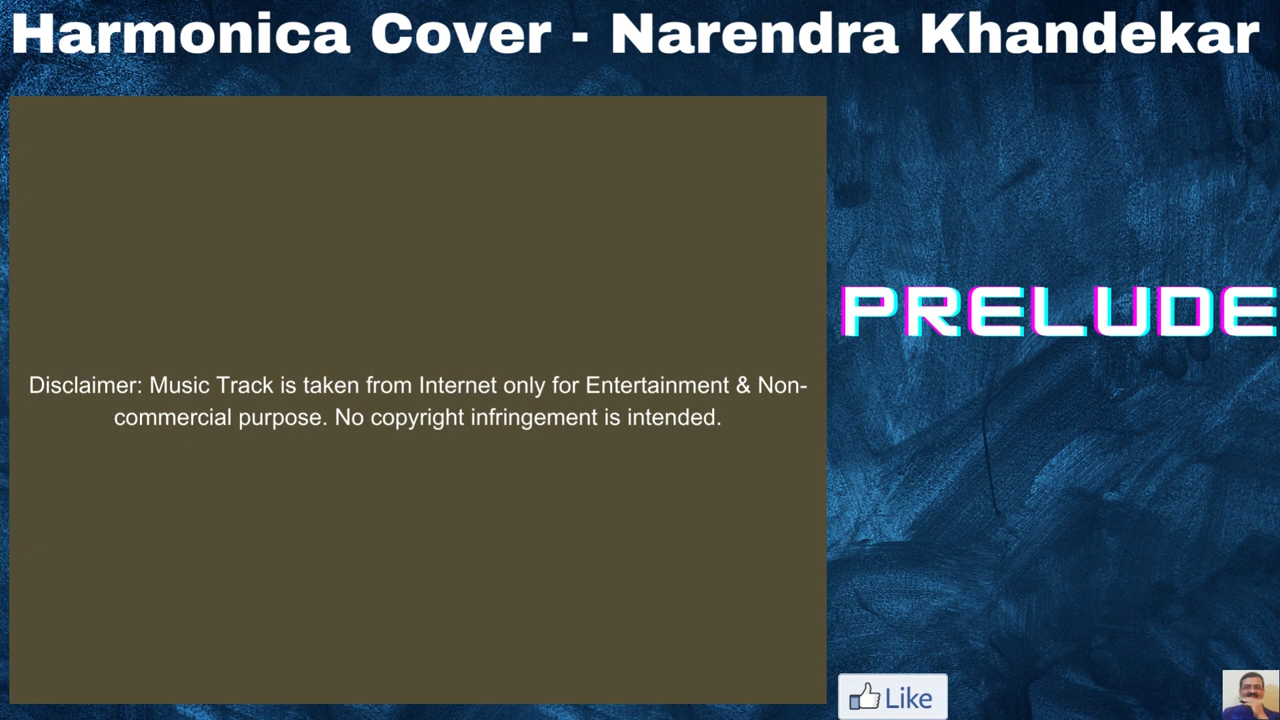 Harmonica Cover - Narendra Khandekar
PRELUDE
Disclaimer: Music Track is taken from Internet only for Entertainment & Non-
commercial purpose. No copyright infringement is intended.
Like